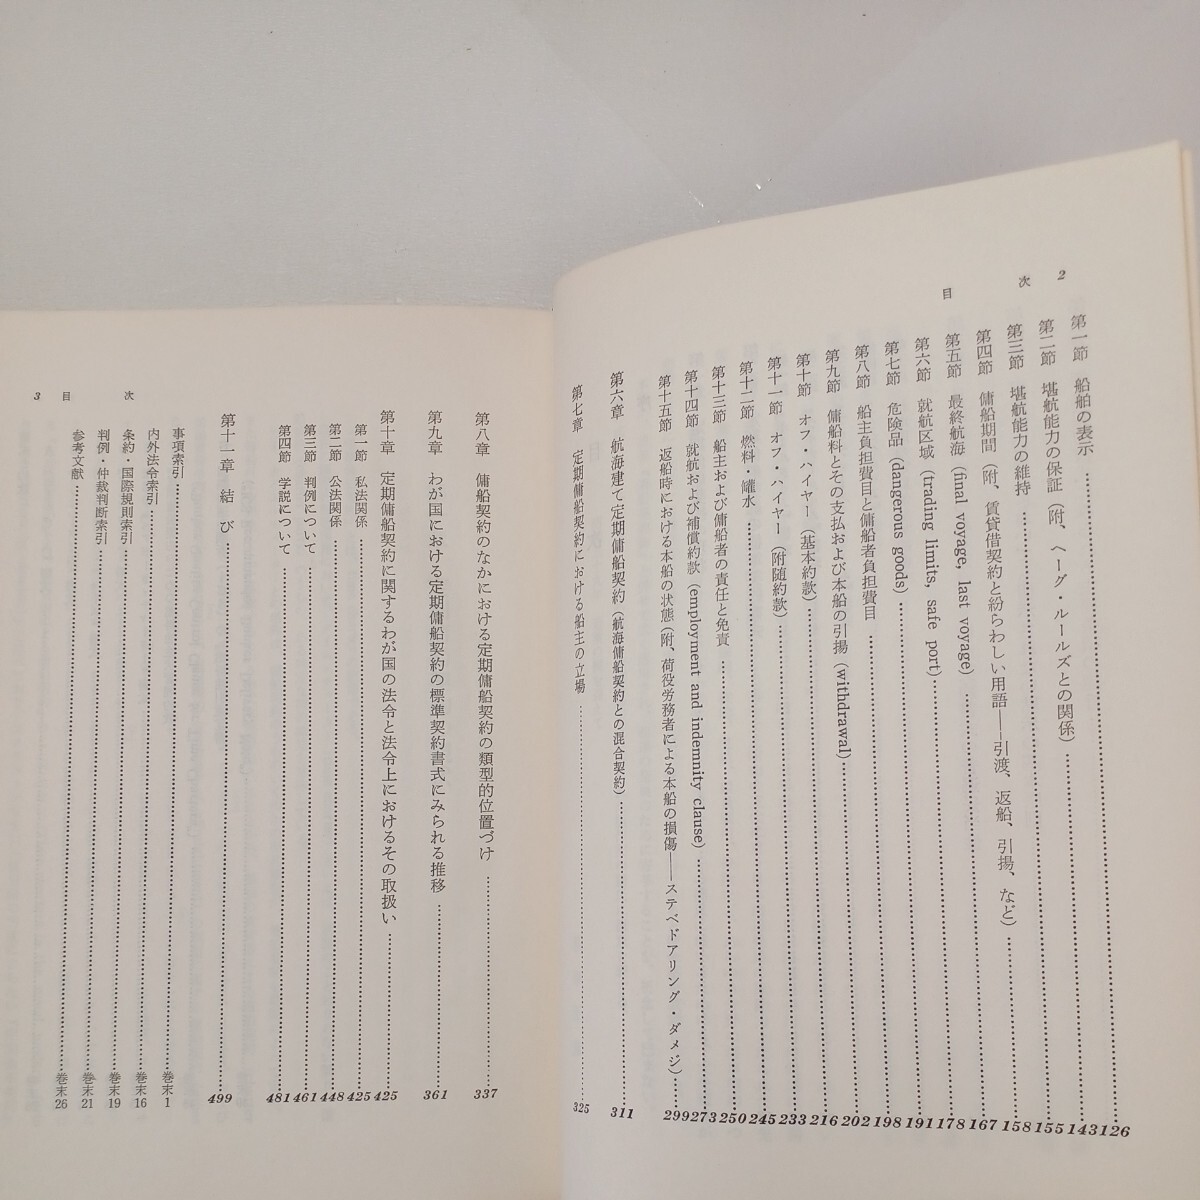 目次 2
第一節 船舶の表示……126
第二節 堪航能力の保証（附、ヘーグ・ルールズとの関係）……143
第三節 堪航能力の維持……155
第四節 傭船期間（附、賃貸借契約と紛らわしい用語――引渡、返船、引揚、など）……158
第五節 最終航海（final voyage, last voyage）……167
第六節 就航区域（trading limits, safe port）……178
第七節 危険品（dangerous goods）……191
第八節 船主負担費目と傭船者負担費目……198
第九節 傭船料とその支払および本船の引揚（withdrawal）……202
第十節 オフ・ハイヤー（基本約款）……216
第十一節 オフ・ハイヤー（附随約款）……233
第十二節 燃料・罐水……245
第十三節 船主および傭船者の責任と免責……250
第十四節 就航および補償約款（employment and indemnity clause）……273
第十五節 返船時における本船の状態（附、荷役労務者による本船の損傷――ステベドアリング・ダメジ）……299
第六章 航海建て定期傭船契約（航海傭船契約との混合契約）……311
第七章 定期傭船契約における船主の立場……325
第八章 傭船契約のなかにおける定期傭船契約の類型的位置づけ……337
第九章 わが国における定期傭船契約の標準契約書式にみられる推移……361
第十章 定期傭船契約に関するわが国の法令と法令上におけるその取扱い……425
第一節 私法関係……425
第二節 公法関係……448
第三節 判例について……461
第四節 学説について……481
第十一章 結び……499
事項索引……巻末1
内外法令索引……巻末16
条約・国際規則索引……巻末19
判例・仲裁判断索引……巻末21
参考文献……巻末26
3 目次